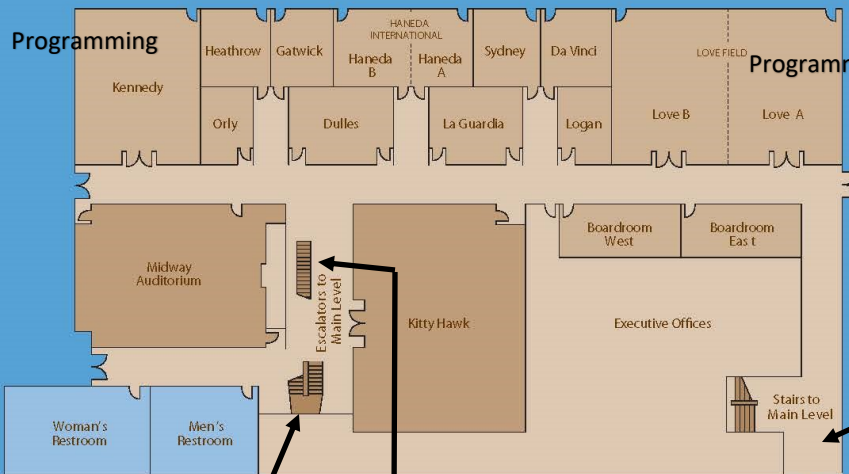 Programming
Kennedy
Heathrow
Orly
Gatwick
Dulles
HANEDA
INTERNATIONAL
Haneda
B
Haneda
A
La Guardia
Sydney
Da Vinci
Logan
LOVE FIELD
Programm
Love B
Love A
Midway
Auditorium
Escalators to
Main Level
Kitty Hawk
Boardroom
West
Boardroom
East
Executive Offices
Stairs to
Main Level
Woman's
Restroom
Men's
Restroom